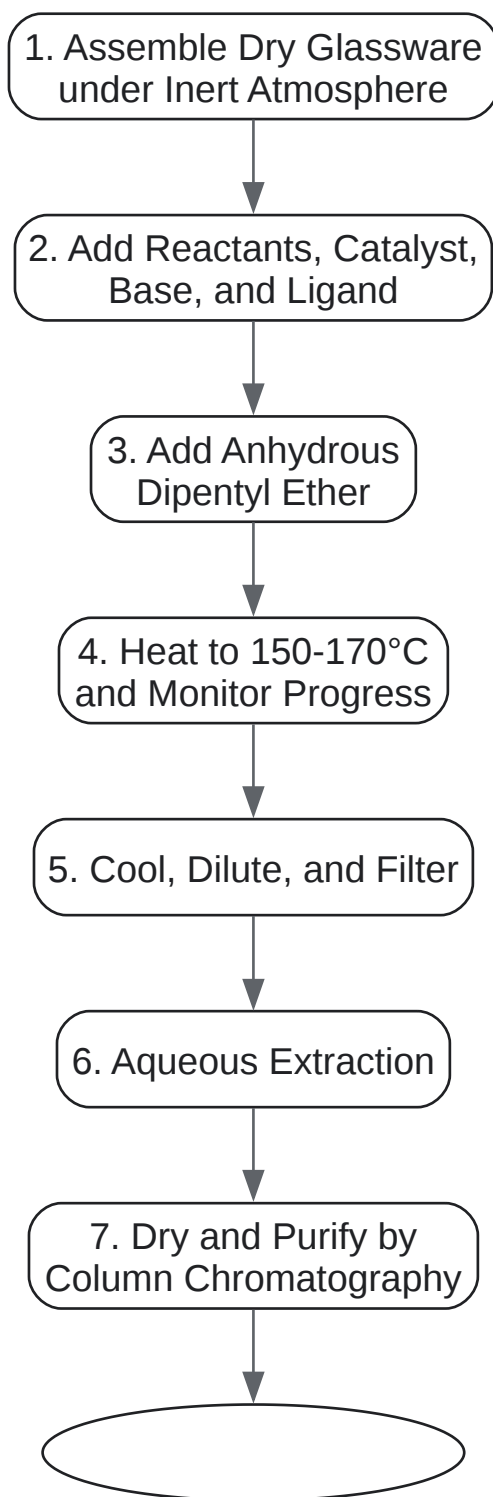 1. Assemble Dry Glassware
under Inert Atmosphere
2. Add Reactants, Catalyst,
Base, and Ligand
3. Add Anhydrous
Dipentyl Ether
4. Heat to 150-170°C
and Monitor Progress
5. Cool, Dilute, and Filter
6. Aqueous Extraction
7. Dry and Purify by
Column Chromatography